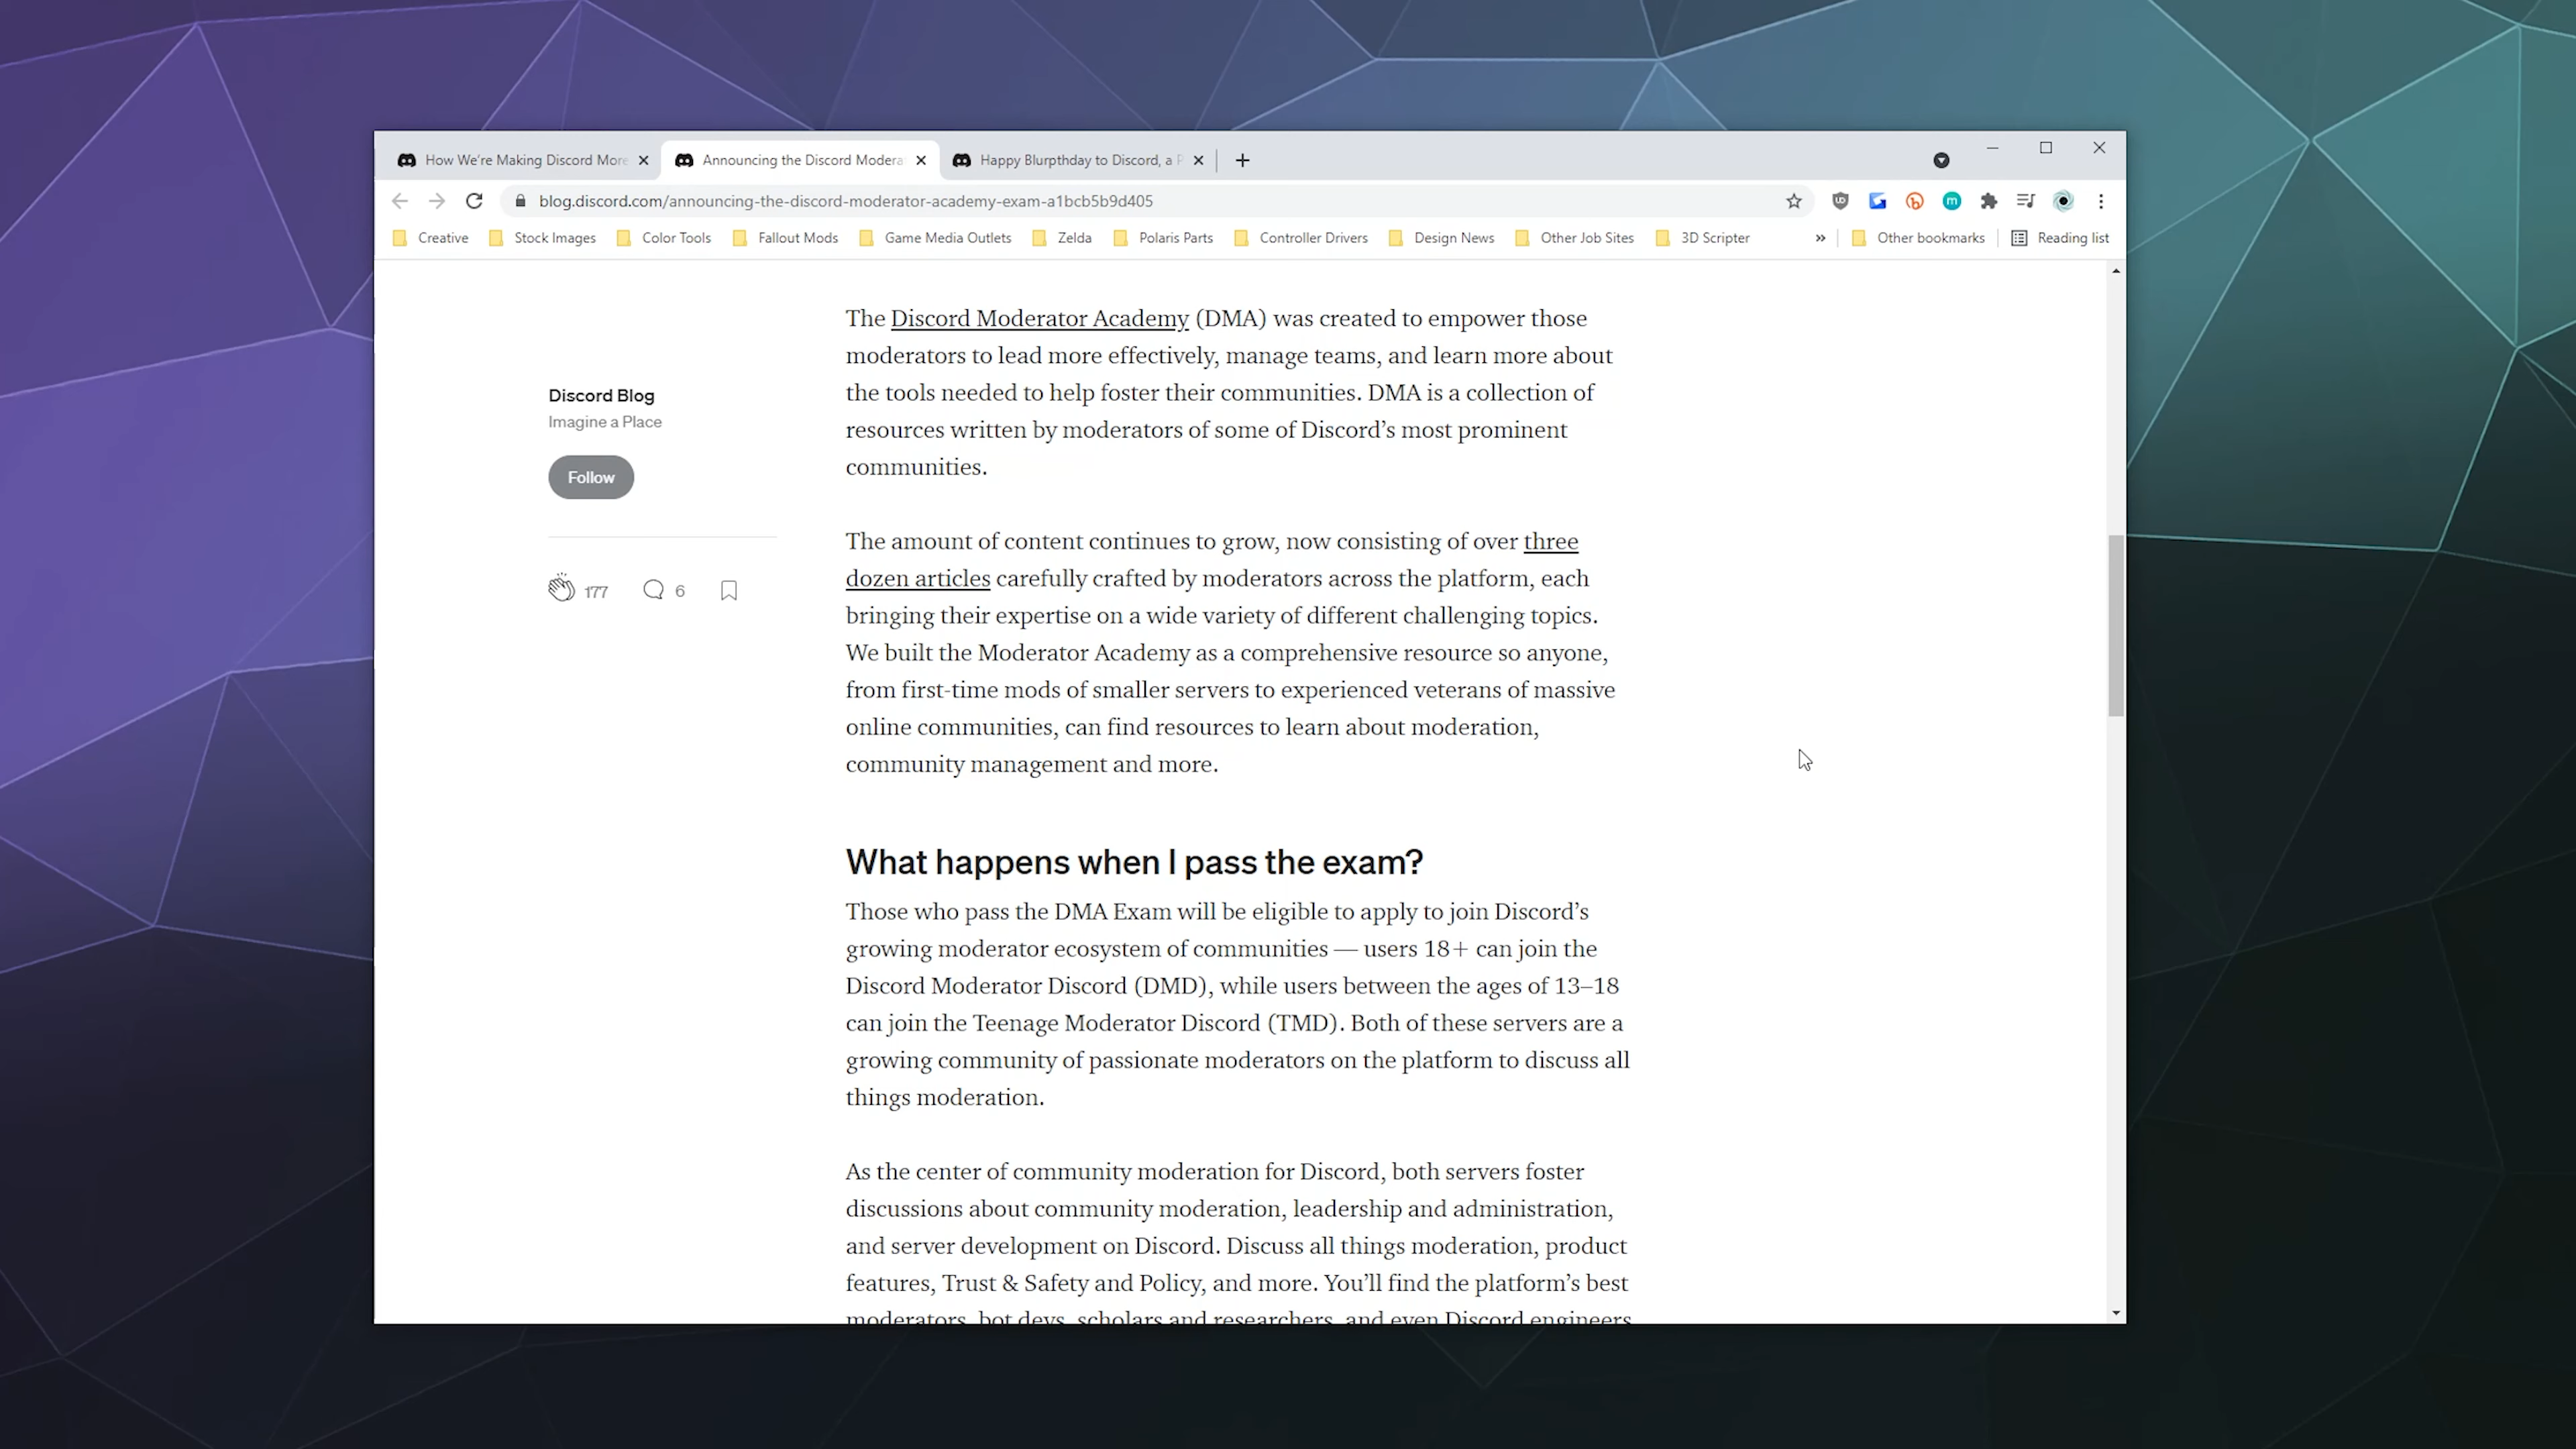 How We're Making Discord More
Announcing the Discord Modera
Happy Blurpthday to Discord, a P
blog.discord.com/announcing-the-discord-moderator-academy-exam-a1bcb5b9d405
Creative Stock Images Color Tools Fallout Mods Game Media Outlets Zelda Polaris Parts Controller Drivers Design News Other Job Sites 3D Scripter » Other bookmarks Reading list
Discord Blog
Imagine a Place
Follow
177 6
The Discord Moderator Academy (DMA) was created to empower those
moderators to lead more effectively, manage teams, and learn more about
the tools needed to help foster their communities. DMA is a collection of
resources written by moderators of some of Discord's most prominent
communities.
The amount of content continues to grow, now consisting of over three
dozen articles carefully crafted by moderators across the platform, each
bringing their expertise on a wide variety of different challenging topics.
We built the Moderator Academy as a comprehensive resource so anyone,
from first-time mods of smaller servers to experienced veterans of massive
online communities, can find resources to learn about moderation,
community management and more.
What happens when I pass the exam?
Those who pass the DMA Exam will be eligible to apply to join Discord's
growing moderator ecosystem of communities — users 18+ can join the
Discord Moderator Discord (DMD), while users between the ages of 13–18
can join the Teenage Moderator Discord (TMD). Both of these servers are a
growing community of passionate moderators on the platform to discuss all
things moderation.
As the center of community moderation for Discord, both servers foster
discussions about community moderation, leadership and administration,
and server development on Discord. Discuss all things moderation, product
features, Trust & Safety and Policy, and more. You'll find the platform's best
moderators, bot devs, scholars and researchers, and even Discord engineers